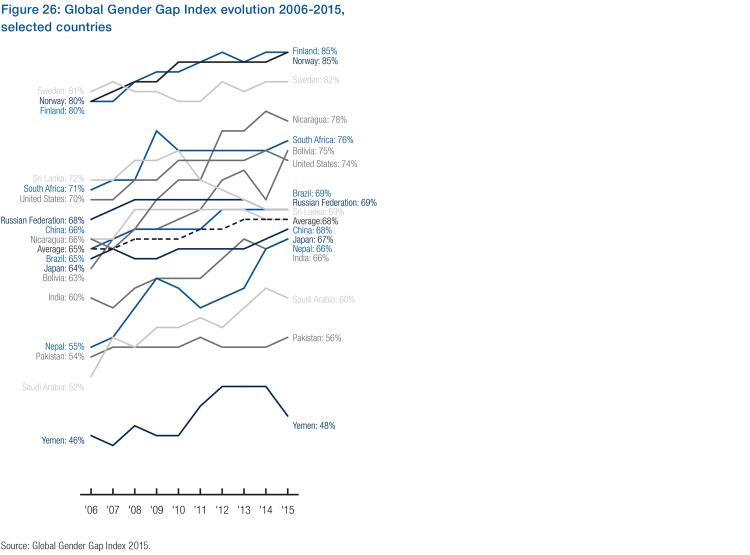 Figure 26: Global Gender Gap Index evolution 2006-2015,
selected countries
Finland: 85%
Norway: 85%
Sweden: 82%
Sweden: 81%
Norway: 80%
Finland: 80%
Nicaragua: 78%
South Africa: 76%
Bolivia: 75%
United States: 74%
Sri Lanka: 72%
South Africa: 71%
United States: 70%
Brazil: 69%
Russian Federation: 69%
Sri Lanka: 69%
Average:68%
China: 68%
Japan: 67%
Nepal: 66%
India: 66%
Russian Federation: 68%
China: 66%
Nicaragua: 66%
Average: 65%
Brazil: 65%
Japan: 64%
Bolivia: 63%
India: 60%
Saudi Arabia: 60%
Nepal: 55%
Pakistan: 54%
Pakistan: 56%
Saudi Arabia: 52%
Yemen: 48%
Yemen: 46%
'06 '07 '08 '09 '10 '11 '12 '13 '14 '15
Source: Global Gender Gap Index 2015.